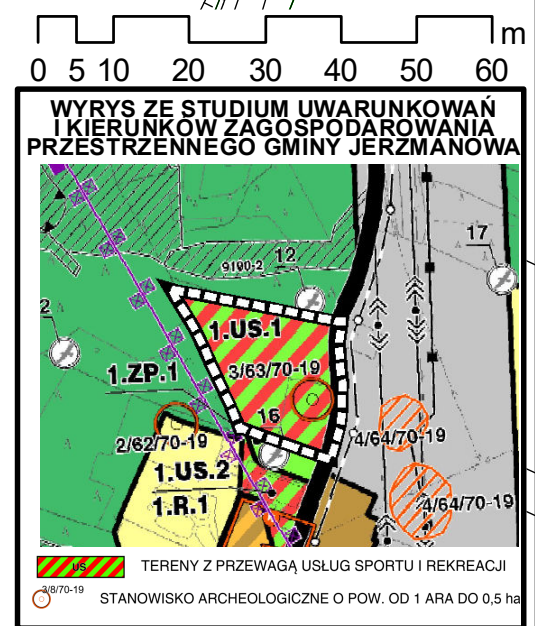 m
0 5 10 20 30 40 50 60
WYRYS ZE STUDIUM UWARUNKOWAŃ
I KIERUNKÓW ZAGOSPODAROWANIA
PRZESTRZENNEGO GMINY JERZMANOWA
17
12
9190-2
2
1.US.1
3/63/70-19
1.ZP.1
16
2/62/70-19
4/64/70-19
1.US.2
1.R.1
4/64/70-19
US TERENY Z PRZEWAGĄ USŁUG SPORTU I REKREACJI
3/8/70-19
STANOWISKO ARCHEOLOGICZNE O POW. OD 1 ARA DO 0,5 ha